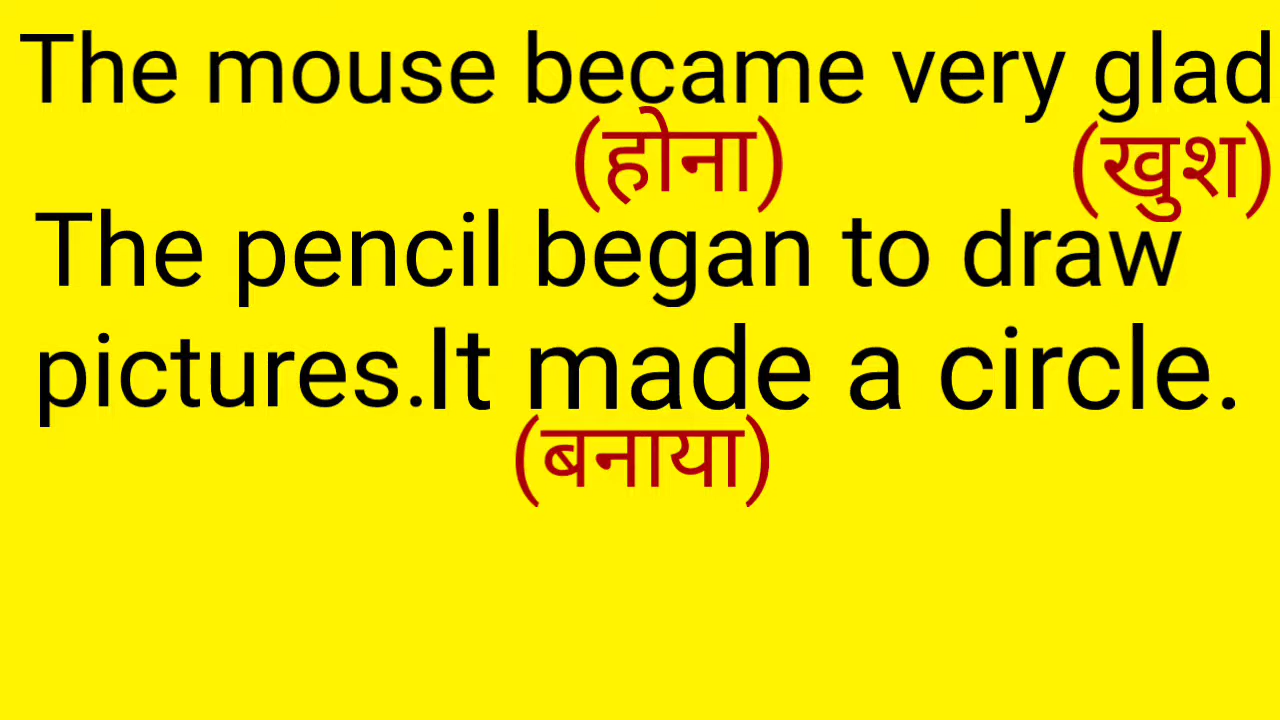 The mouse became very glad
(होना) (खुश)
The pencil began to draw
pictures.It made a circle.
(बनाया)